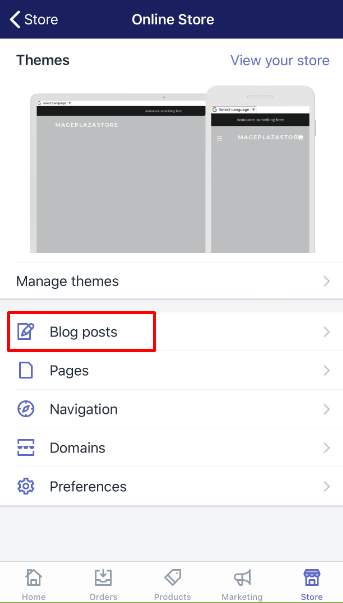 Store
Online Store
Themes
View your store
Select Language
announce something here
MAGEPLAZASTORE
Select Language
announce something here
MAGEPLAZASTORE
Manage themes
Blog posts
Pages
Navigation
Domains
Preferences
Home
Orders
Products
Marketing
Store